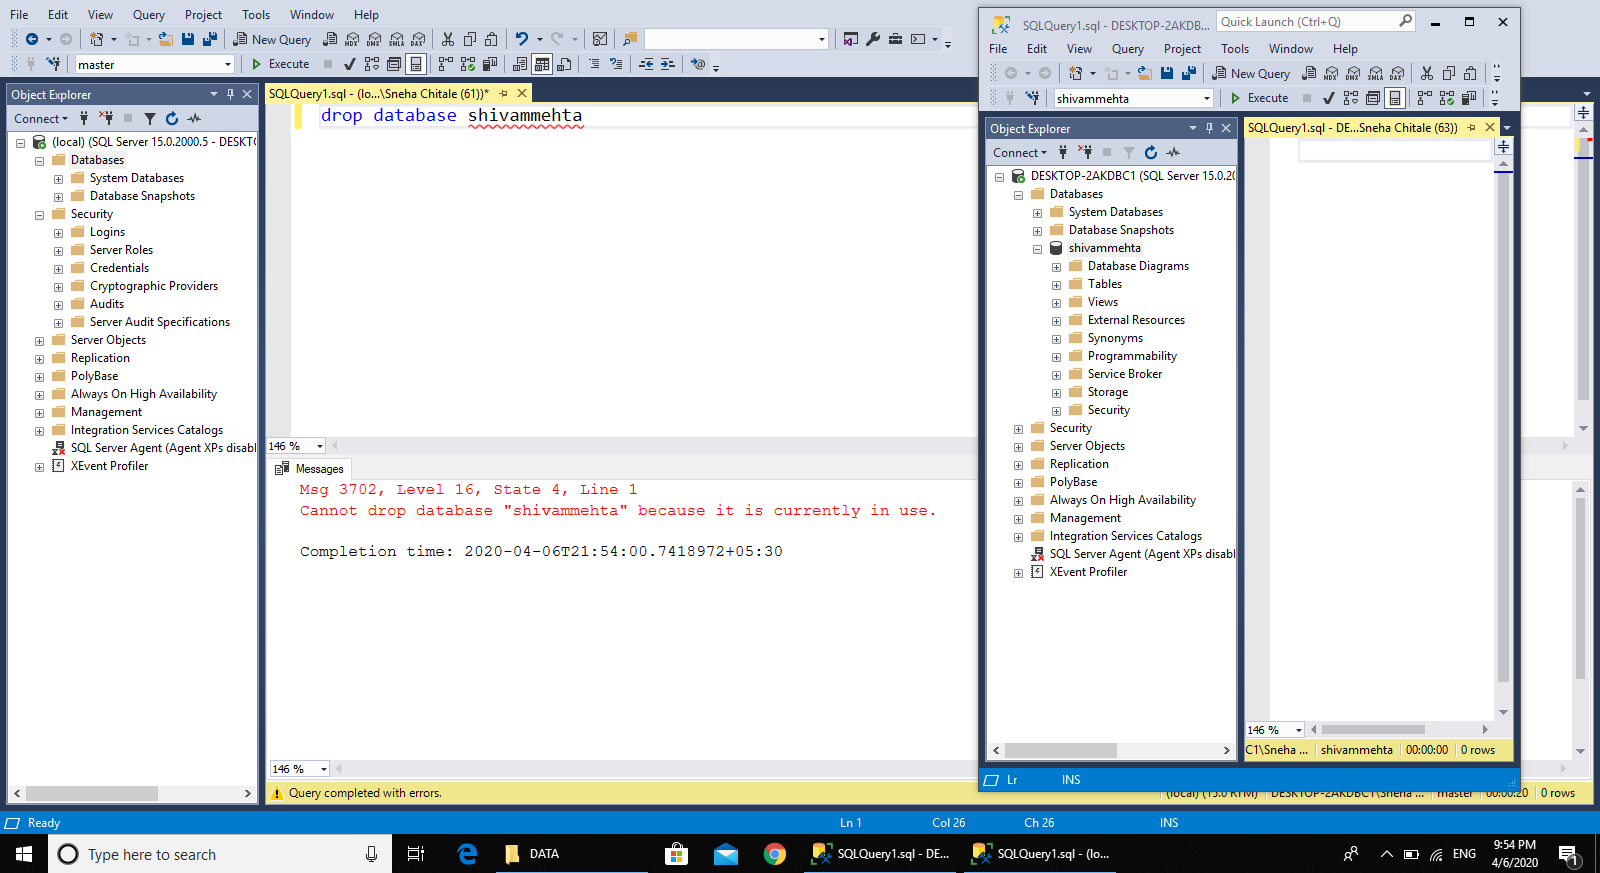 File Edit View Query Project Tools Window Help
New Query
MDX DMX XMLA DAX
master
Execute
Object Explorer
Connect
(local) (SQL Server 15.0.2000.5 - DESKT
Databases
System Databases
Database Snapshots
Security
Logins
Server Roles
Credentials
Cryptographic Providers
Audits
Server Audit Specifications
Server Objects
Replication
PolyBase
Always On High Availability
Management
Integration Services Catalogs
SQL Server Agent (Agent XPs disabl
XEvent Profiler
SQLQuery1.sql - (lo...\Sneha Chitale (61))*
drop database shivammehta
146 %
Messages
Msg 3702, Level 16, State 4, Line 1
Cannot drop database "shivammehta" because it is currently in use.
Completion time: 2020-04-06T21:54:00.7418972+05:30
146 %
Query completed with errors.
(local) (15.0 RTM) DESKTOP-2AKDBC1\Sneha ... master 00:00:20 0 rows
SQLQuery1.sql - DESKTOP-2AKDB...
Quick Launch (Ctrl+Q)
File Edit View Query Project Tools Window Help
New Query
MDX DMX XMLA DAX
shivammehta
Execute
Object Explorer
Connect
DESKTOP-2AKDBC1 (SQL Server 15.0.20
Databases
System Databases
Database Snapshots
shivammehta
Database Diagrams
Tables
Views
External Resources
Synonyms
Programmability
Service Broker
Storage
Security
Security
Server Objects
Replication
PolyBase
Always On High Availability
Management
Integration Services Catalogs
SQL Server Agent (Agent XPs disabl
XEvent Profiler
SQLQuery1.sql - DE...Sneha Chitale (63))
146 %
C1\Sneha ... shivammehta 00:00:00 0 rows
Lr INS
Ready Ln 1 Col 26 Ch 26 INS
Type here to search
DATA
SQLQuery1.sql - DE...
SQLQuery1.sql - (lo...
ENG
9:54 PM
4/6/2020
1